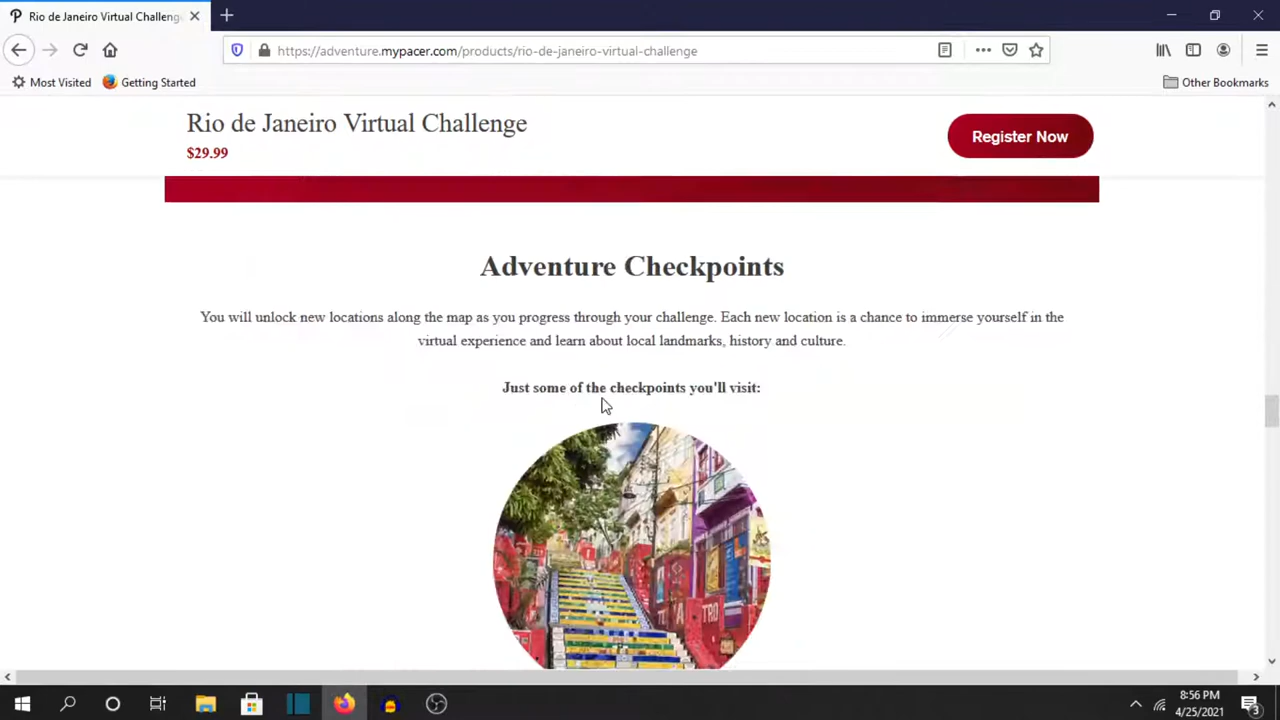 Rio de Janeiro Virtual Challenge
https://adventure.mypacer.com/products/rio-de-janeiro-virtual-challenge
Most Visited
Getting Started
Other Bookmarks
Rio de Janeiro Virtual Challenge
$29.99
Register Now
Adventure Checkpoints
You will unlock new locations along the map as you progress through your challenge. Each new location is a chance to immerse yourself in the
virtual experience and learn about local landmarks, history and culture.
Just some of the checkpoints you'll visit:
8:56 PM
4/25/2021
3